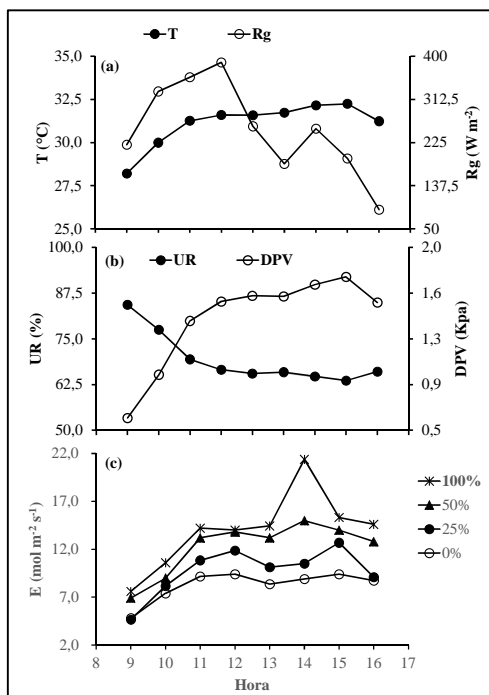 T Rg
(a)
35,0
32,5
30,0
27,5
25,0
T (°C)
400
312,5
225
137,5
50
Rg (W m-2)
(b)
UR DPV
100,0
87,5
75,0
62,5
50,0
UR (%)
2,0
1,6
1,3
0,9
0,5
DPV (Kpa)
(c)
22,0
17,0
12,0
7,0
2,0
E (mol m-2 s-1)
100%
50%
25%
0%
8 9 10 11 12 13 14 15 16 17
Hora